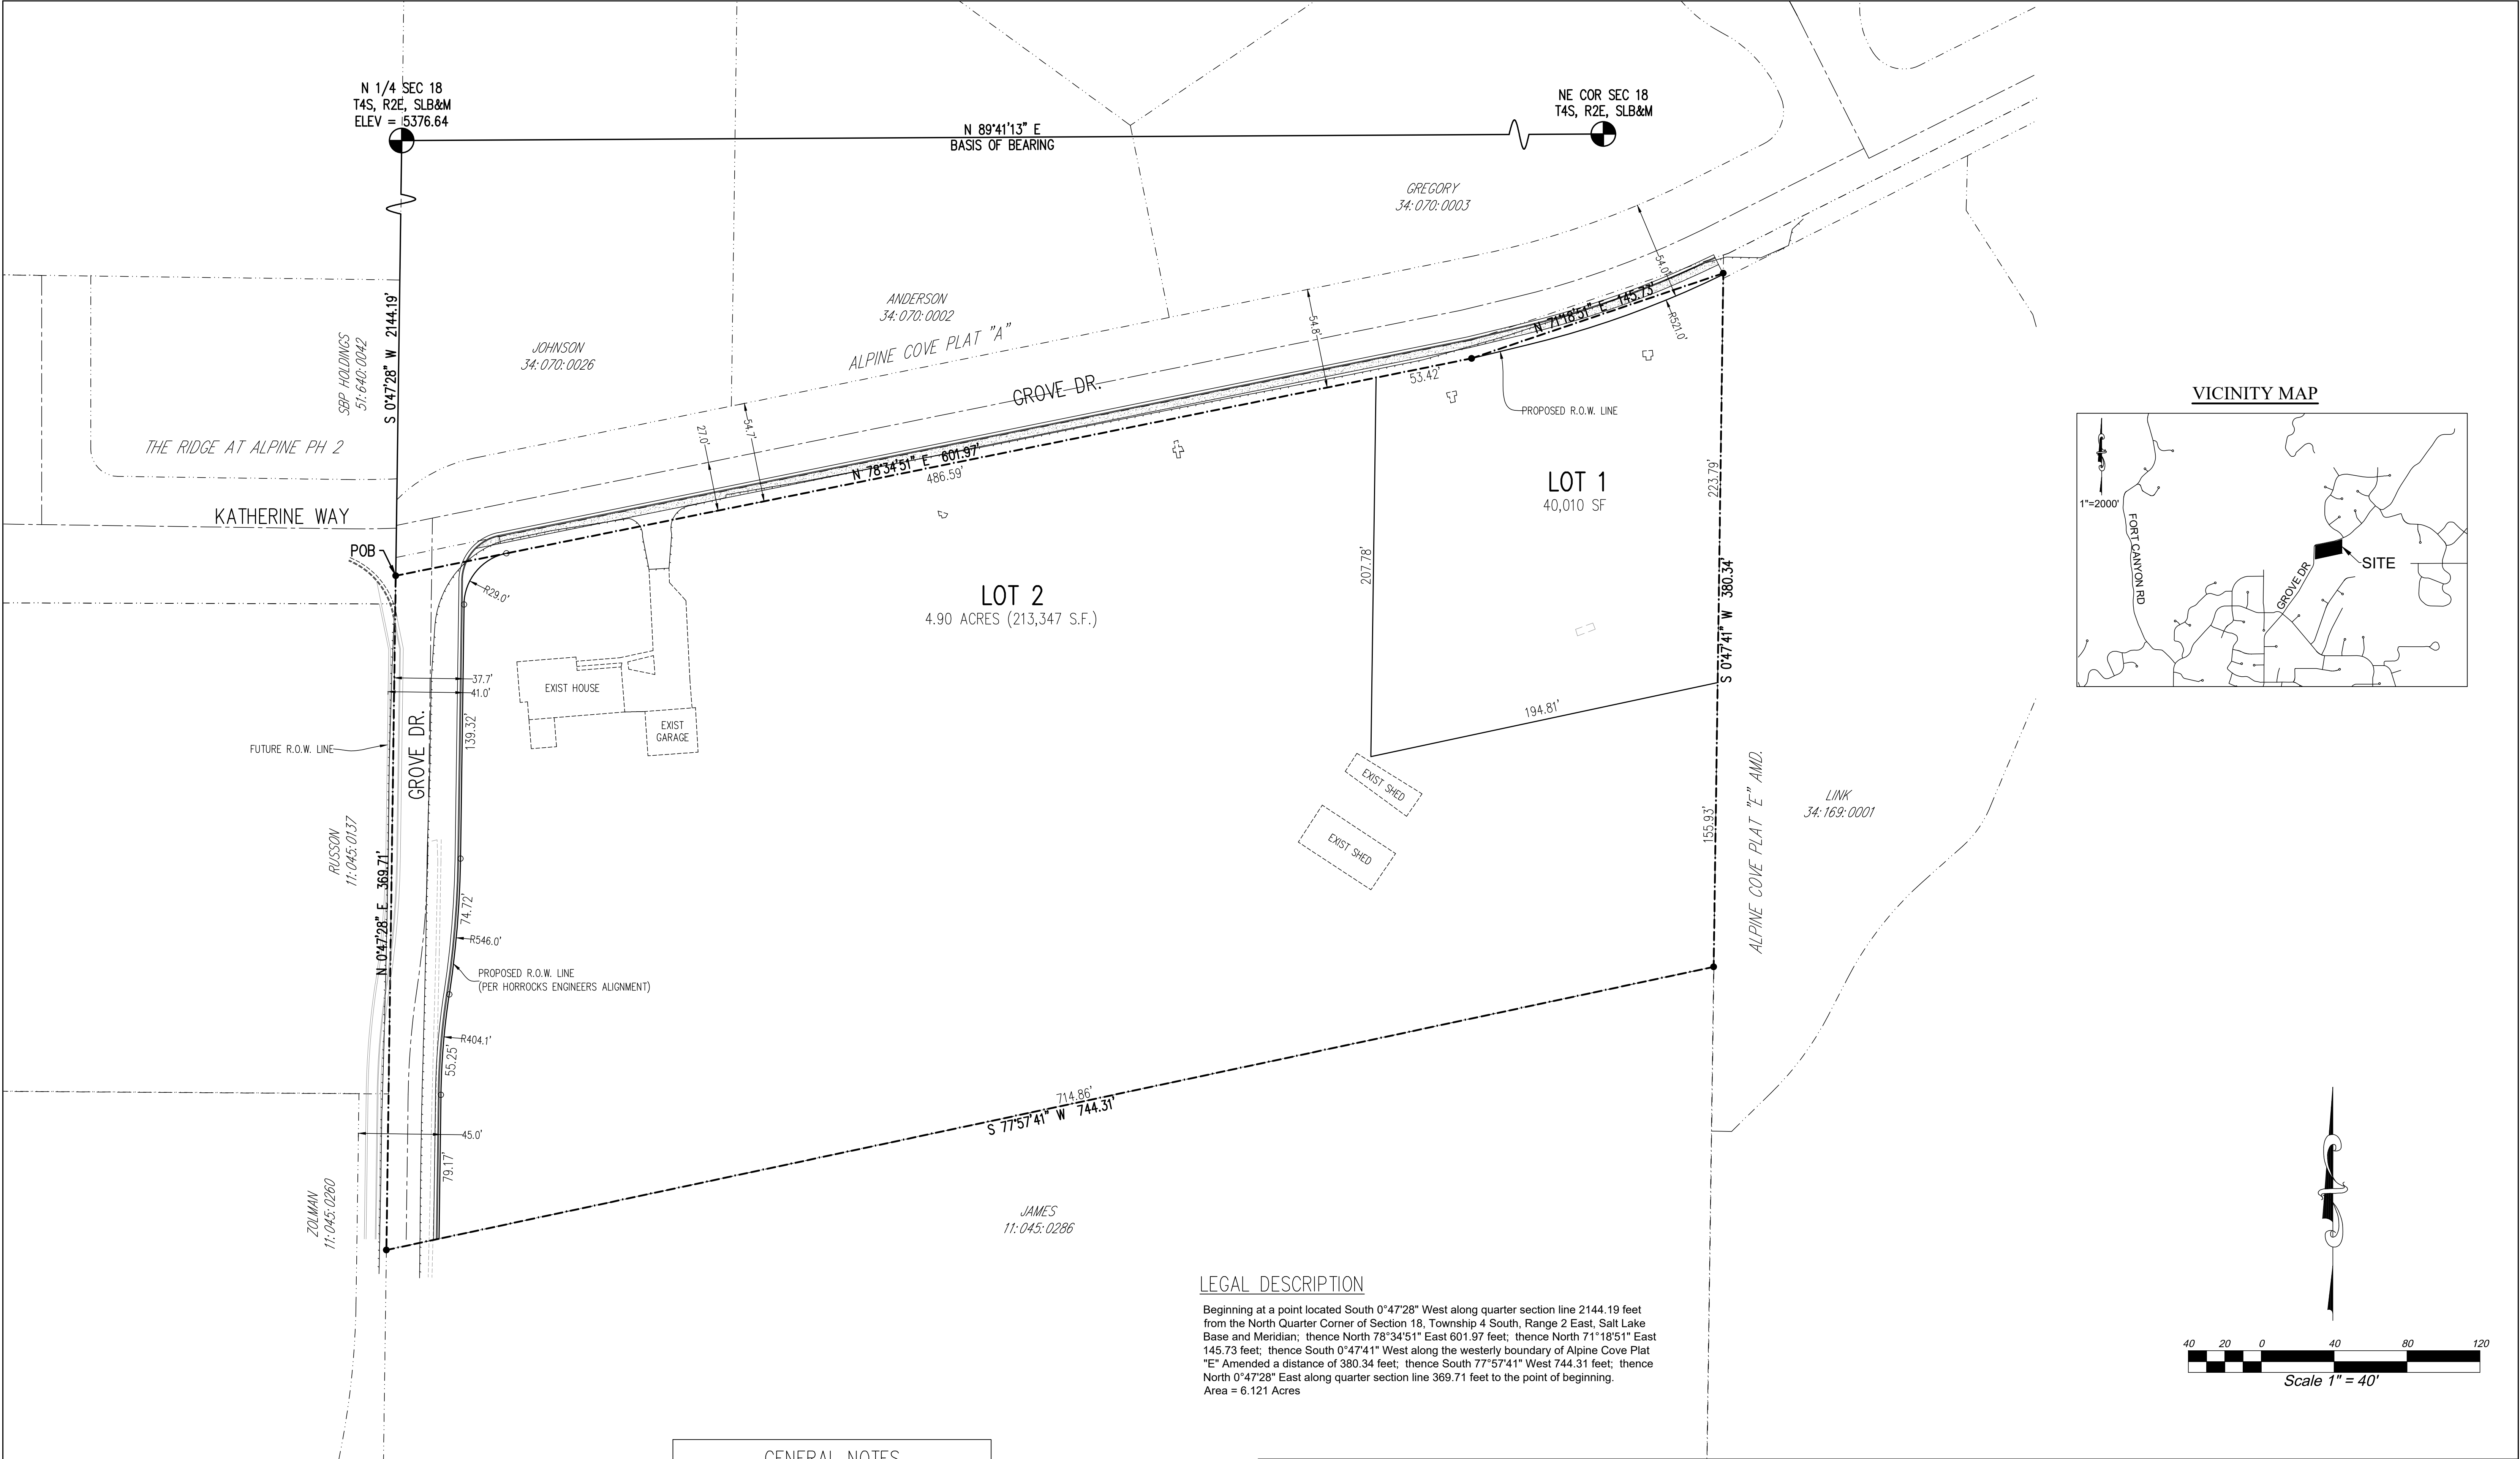 N 1/4 SEC 18
T4S, R2E, SLB&M
ELEV = 5376.64
NE COR SEC 18
T4S, R2E, SLB&M
N 89°41'13" E
BASIS OF BEARING
GREGORY
34:070:0003
ANDERSON
34:070:0002
ALPINE COVE PLAT "A"
JOHNSON
34:070:0026
SBP HOLDINGS
51:640:0042
S 0°47'28" W 2144.19'
THE RIDGE AT ALPINE PH 2
KATHERINE WAY
POB
GROVE DR.
54.0'
54.8'
54.7'
27.0'
N 71°18'51" E 145.73'
R521.0'
53.42'
PROPOSED R.O.W. LINE
N 78°34'51" E 601.97'
486.59'
LOT 1
40,010 SF
223.79'
207.78'
S 0°47'41" W 380.34'
194.81'
LOT 2
4.90 ACRES (213,347 S.F.)
R29.0'
EXIST HOUSE
EXIST
GARAGE
37.7'
41.0'
139.32'
GROVE DR.
FUTURE R.O.W. LINE
EXIST SHED
EXIST SHED
155.93'
ALPINE COVE PLAT "E" AMD.
LINK
34:169:0001
RUSSON
11:045:0137
N 0°47'28" E 369.71'
74.72'
R546.0'
PROPOSED R.O.W. LINE
(PER HORROCKS ENGINEERS ALIGNMENT)
R404.1'
55.25'
45.0'
79.17'
714.86'
S 77°57'41" W 744.31'
ZOLMAN
11:045:0260
JAMES
11:045:0286
VICINITY MAP
1"=2000'
FORT CANYON RD
GROVE DR
SITE
LEGAL DESCRIPTION
Beginning at a point located South 0°47'28" West along quarter section line 2144.19 feet
from the North Quarter Corner of Section 18, Township 4 South, Range 2 East, Salt Lake
Base and Meridian; thence North 78°34'51" East 601.97 feet; thence North 71°18'51" East
145.73 feet; thence South 0°47'41" West along the westerly boundary of Alpine Cove Plat
"E" Amended a distance of 380.34 feet; thence South 77°57'41" West 744.31 feet; thence
North 0°47'28" East along quarter section line 369.71 feet to the point of beginning.
Area = 6.121 Acres
40 20 0 40 80 120
Scale 1" = 40'
GENERAL NOTES